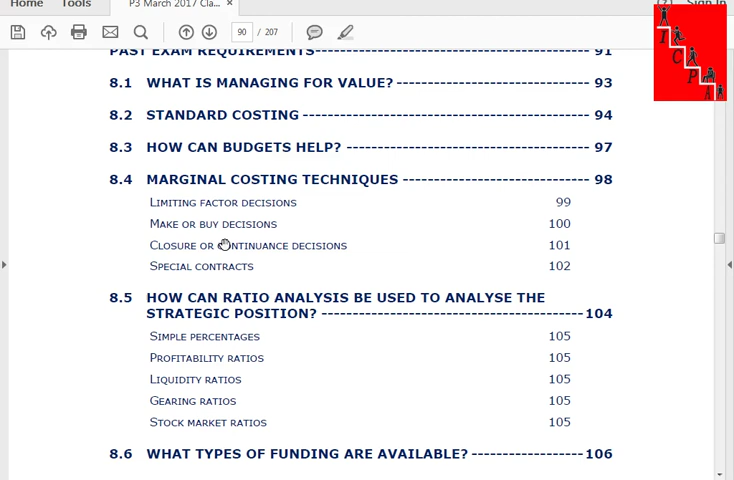 Home Tools P3 March 2017 Cla... × Sign In
90 / 207
I
C
P
A
PAST EXAM REQUIREMENTS---------------------------------------- 91
8.1 WHAT IS MANAGING FOR VALUE? ---------------------------- 93
8.2 STANDARD COSTING ------------------------------------------ 94
8.3 HOW CAN BUDGETS HELP? ----------------------------------- 97
8.4 MARGINAL COSTING TECHNIQUES --------------------------- 98
LIMITING FACTOR DECISIONS 99
MAKE OR BUY DECISIONS 100
CLOSURE OR CONTINUANCE DECISIONS 101
SPECIAL CONTRACTS 102
8.5 HOW CAN RATIO ANALYSIS BE USED TO ANALYSE THE
STRATEGIC POSITION? --------------------------------------104
SIMPLE PERCENTAGES 105
PROFITABILITY RATIOS 105
LIQUIDITY RATIOS 105
GEARING RATIOS 105
STOCK MARKET RATIOS 105
8.6 WHAT TYPES OF FUNDING ARE AVAILABLE? ----------------106